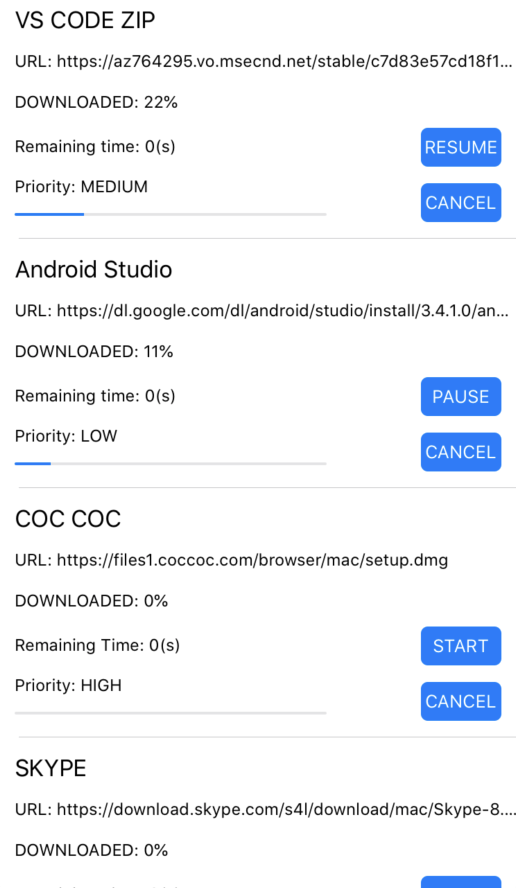 VS CODE ZIP
URL: https://az764295.vo.msecnd.net/stable/c7d83e57cd18f1...
DOWNLOADED: 22%
Remaining time: 0(s)
RESUME
Priority: MEDIUM
CANCEL
Android Studio
URL: https://dl.google.com/dl/android/studio/install/3.4.1.0/an...
DOWNLOADED: 11%
Remaining time: 0(s)
PAUSE
Priority: LOW
CANCEL
COC COC
URL: https://files1.coccoc.com/browser/mac/setup.dmg
DOWNLOADED: 0%
Remaining Time: 0(s)
START
Priority: HIGH
CANCEL
SKYPE
URL: https://download.skype.com/s4l/download/mac/Skype-8....
DOWNLOADED: 0%